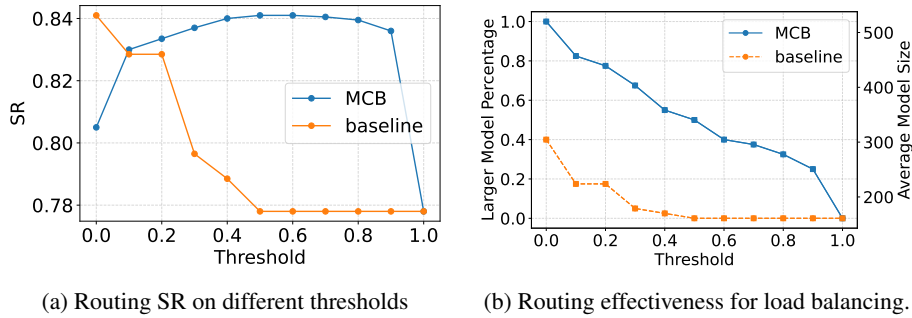 0.84
0.82
0.80
0.78
SR
0.0 0.2 0.4 0.6 0.8 1.0
Threshold
MCB
baseline
(a) Routing SR on different thresholds
1.0
0.8
0.6
0.4
0.2
0.0
Larger Model Percentage
0.0 0.2 0.4 0.6 0.8 1.0
Threshold
MCB
baseline
500
400
300
200
Average Model Size
(b) Routing effectiveness for load balancing.